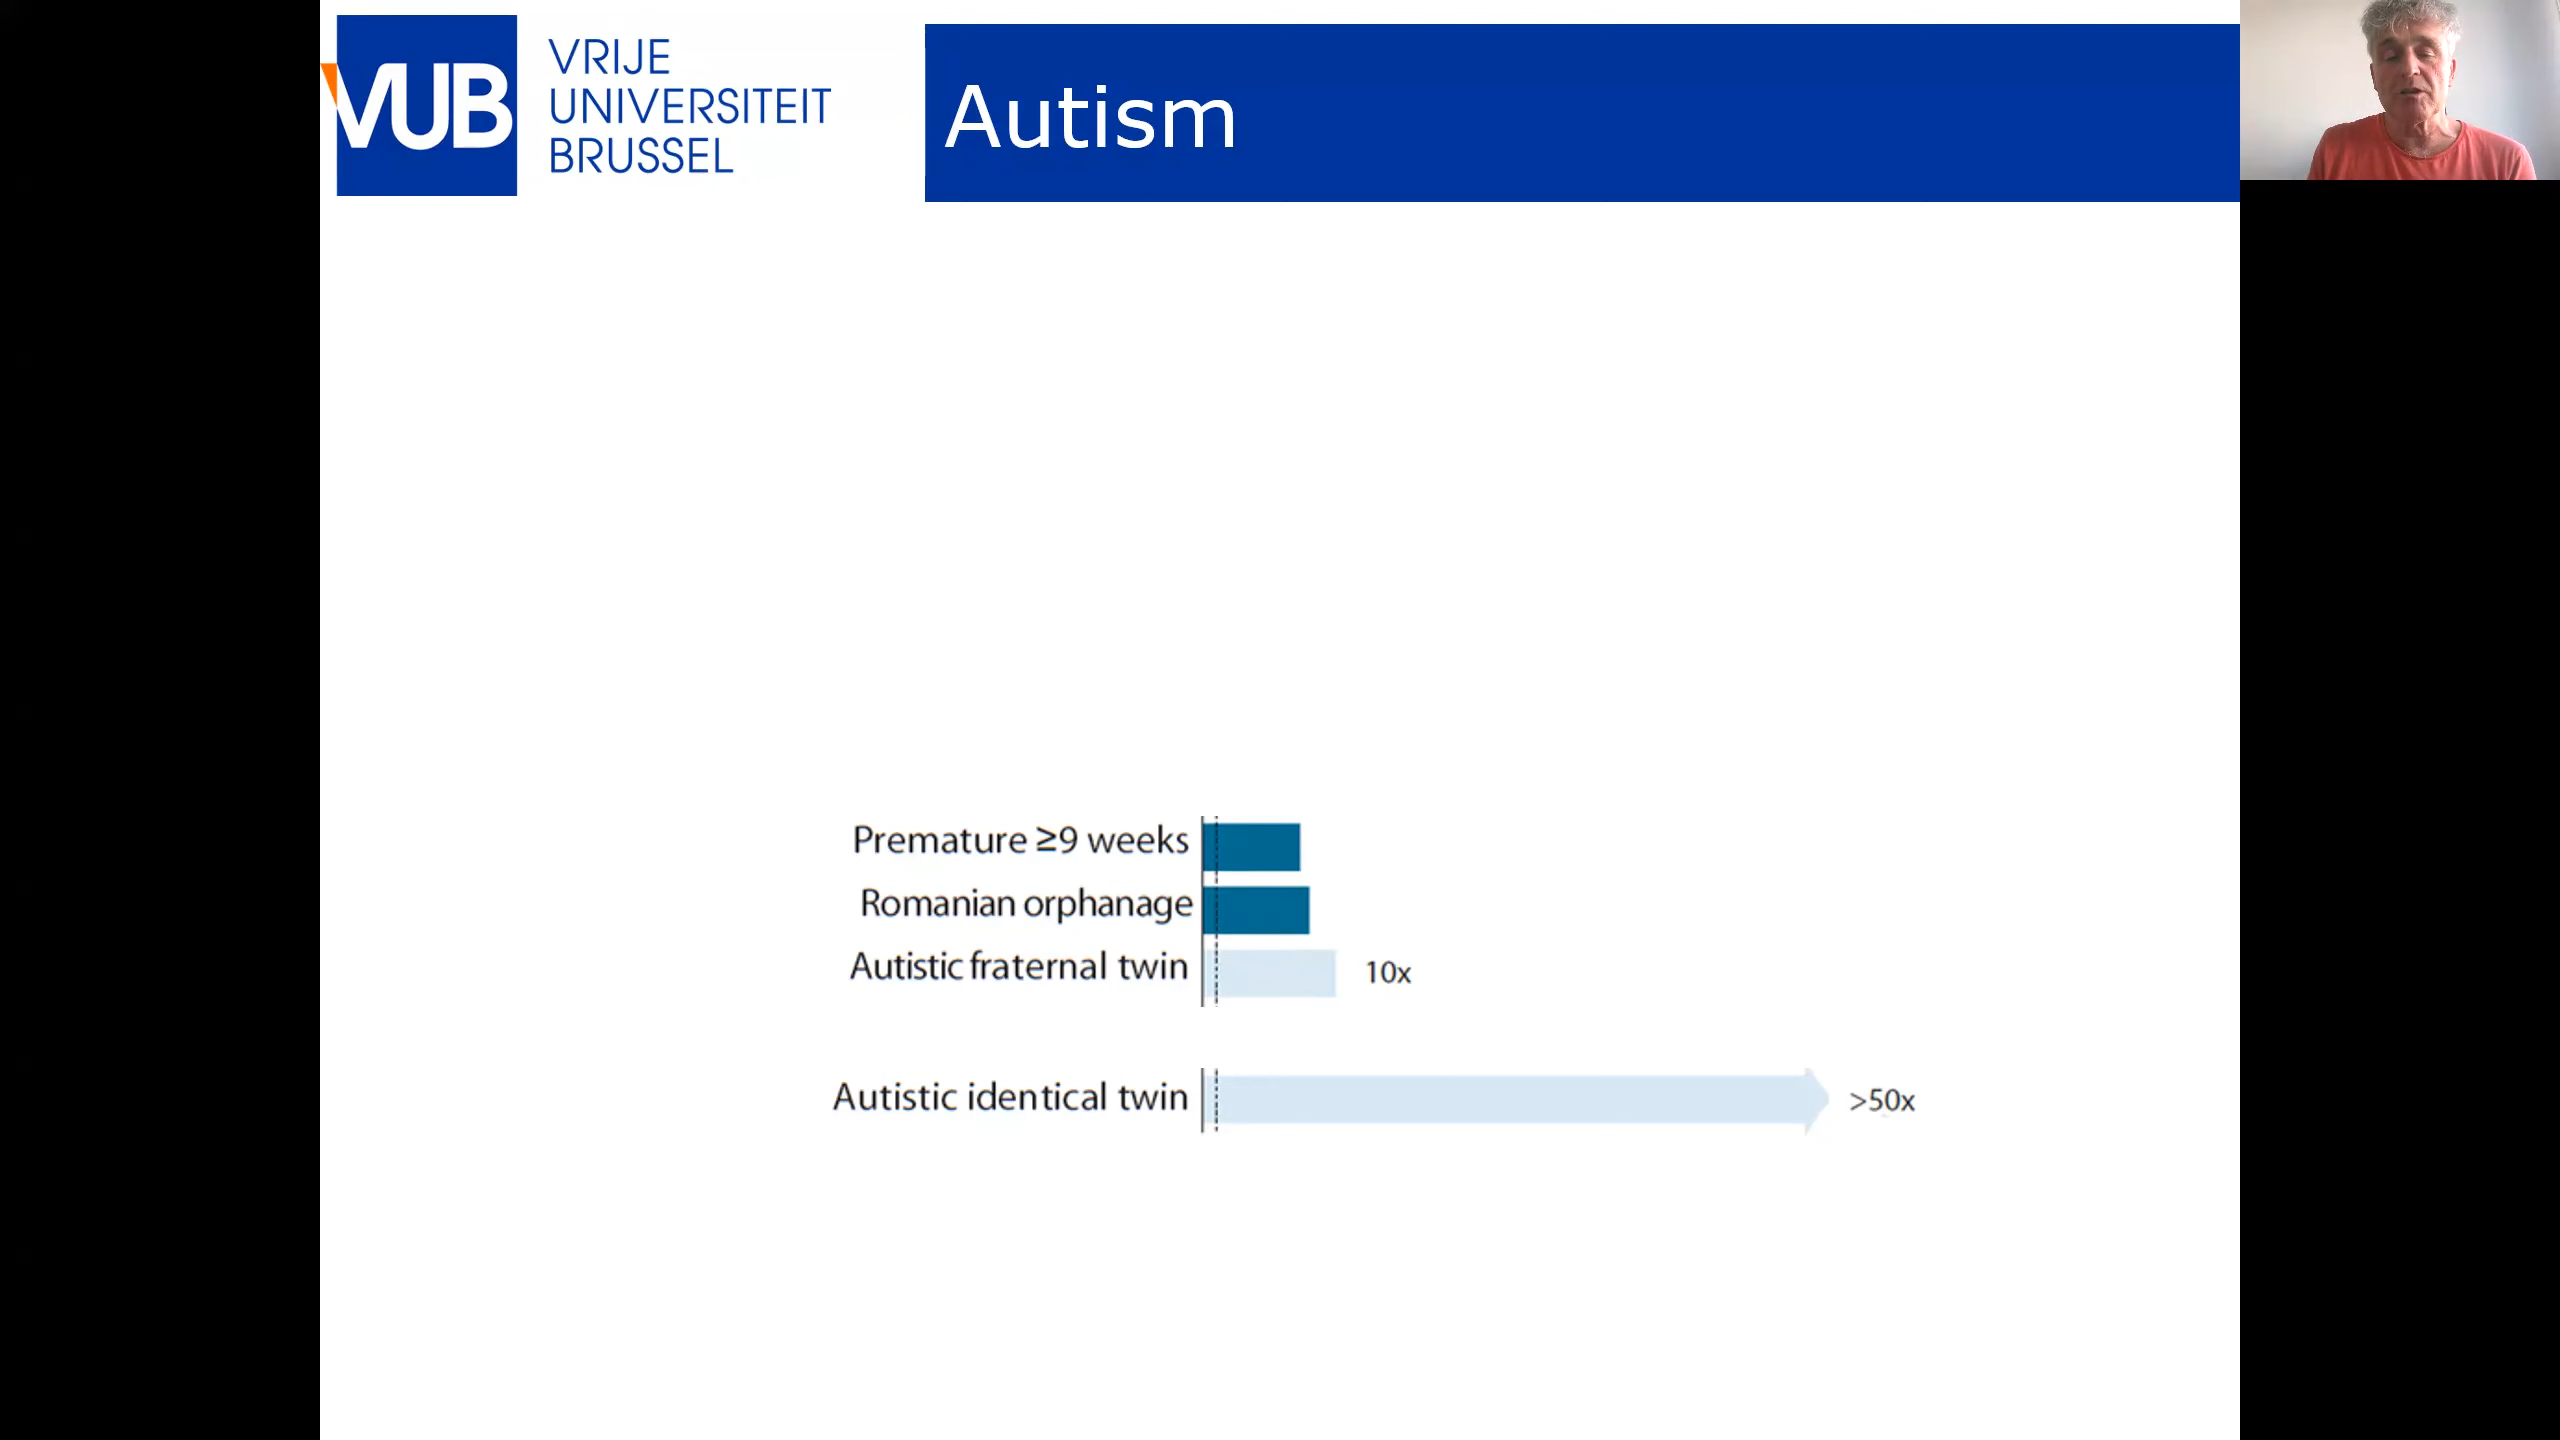 VUB
VRIJE
UNIVERSITEIT
BRUSSEL
Autism
Premature ≥9 weeks
Romanian orphanage
Autistic fraternal twin 10x
Autistic identical twin >50x